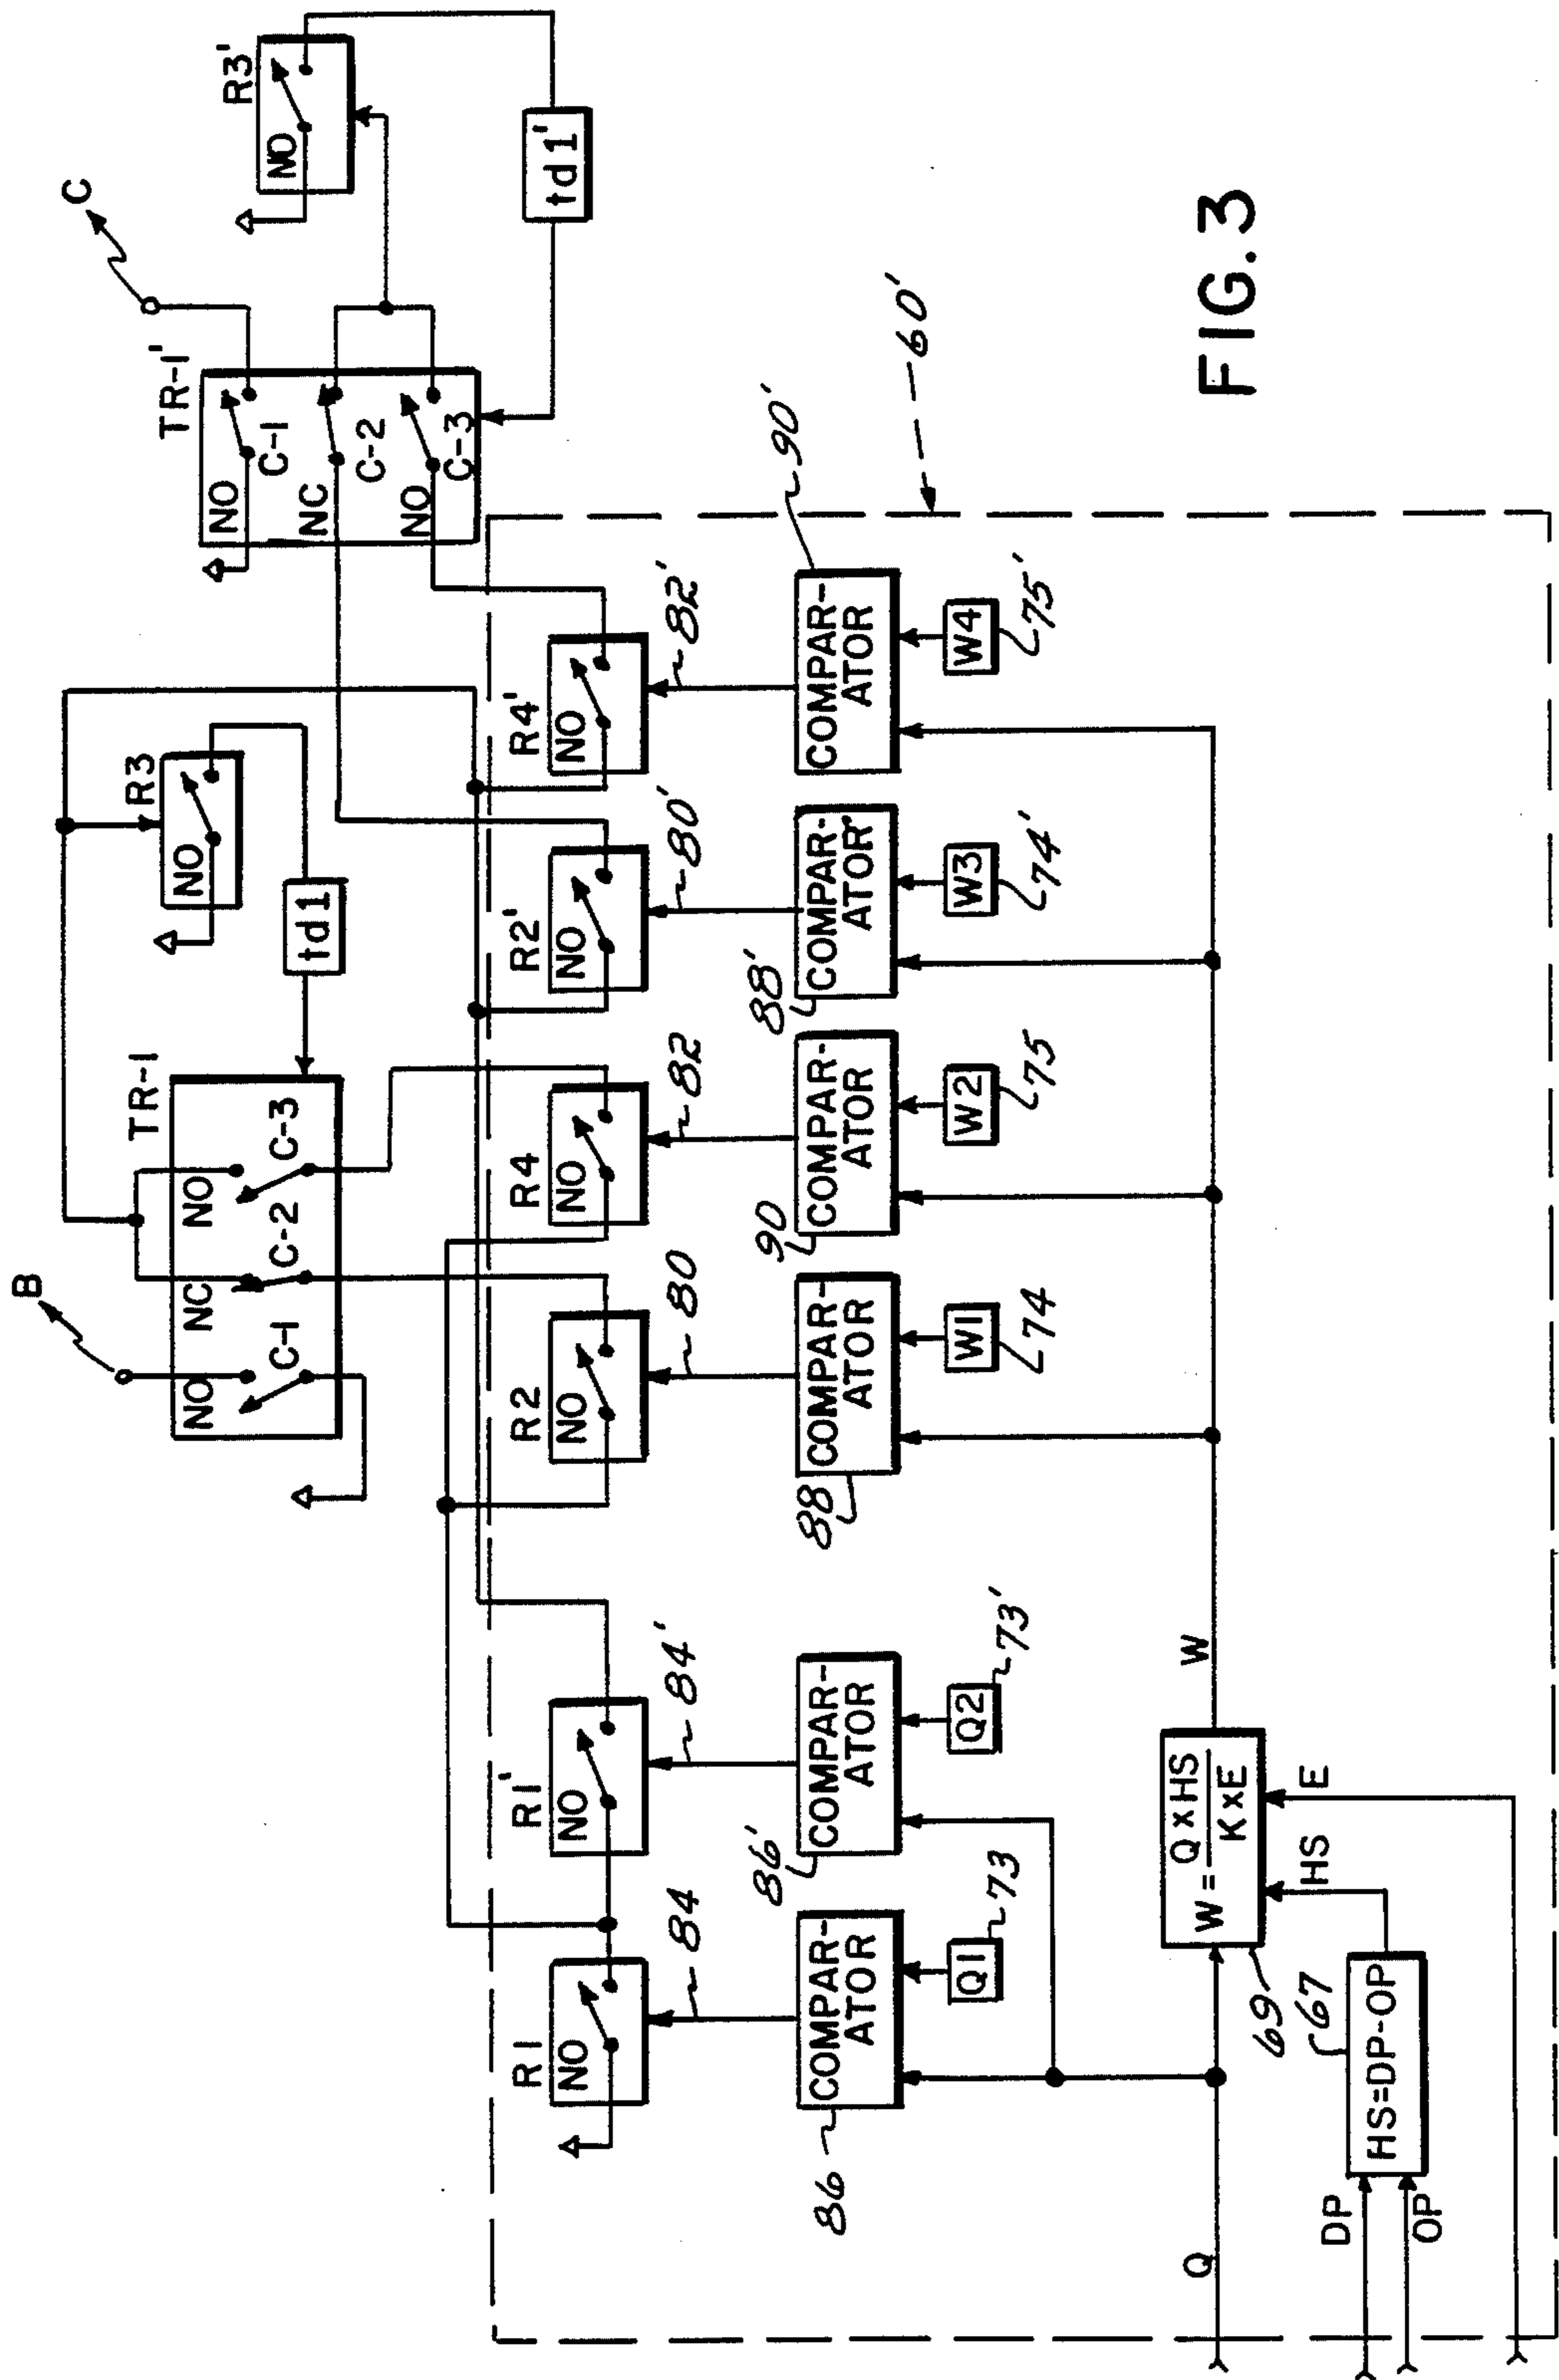 B
TR-1
NO
NC
NO
C-1
C-2
C-3
R3
NO
td1
C
TR-1'
NO
C-1
NC
C-2
NO
C-3
R3'
NO
td1'
R1
NO
R1'
NO
R2
NO
R4
NO
R2'
NO
R4'
NO
84
84'
80
82
80'
82'
60'
86
COMPAR-
ATOR
86'
COMPAR-
ATOR
88
COMPAR-
ATOR
90
COMPAR-
ATOR
88'
COMPAR-
ATOR
90'
COMPAR-
ATOR
Q1
73
Q2
73'
W1
74
W2
75
W3
74'
W4
75'
Q
W = Q x HS
K x E
W
69
HS
E
DP
OP
HS=DP-OP
67
FIG.3